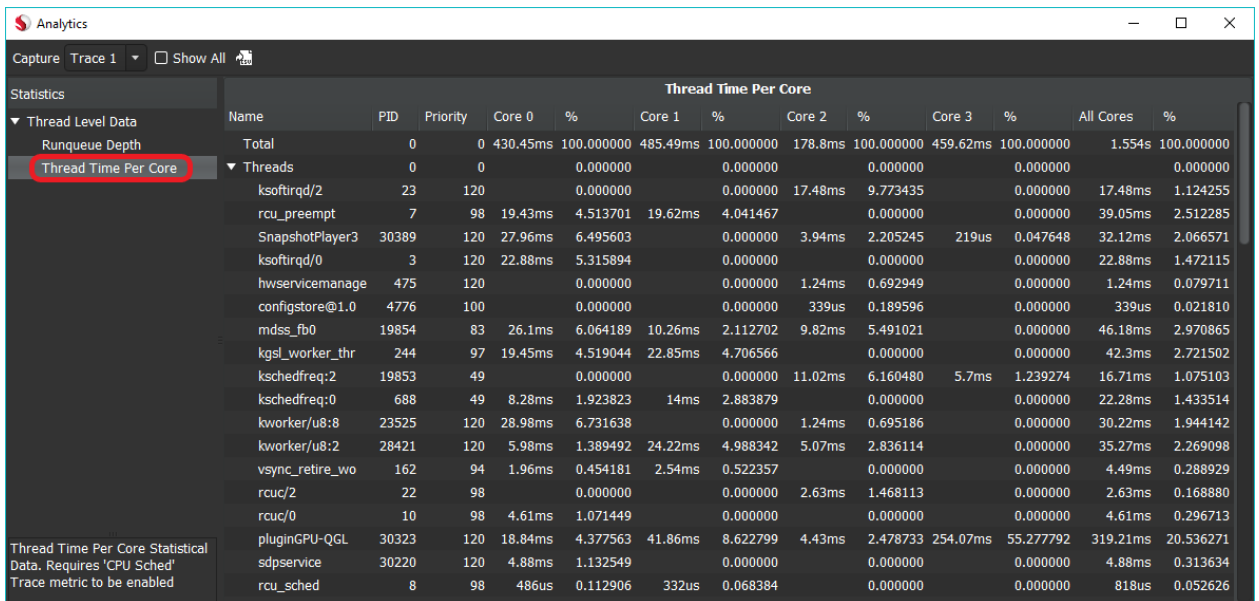 Analytics
Capture Trace 1 Show All CSV
Statistics
Thread Level Data
Runqueue Depth
Thread Time Per Core
Thread Time Per Core
Name PID Priority Core 0 % Core 1 % Core 2 % Core 3 % All Cores %
Total 0 0 430.45ms 100.000000 485.49ms 100.000000 178.8ms 100.000000 459.62ms 100.000000 1.554s 100.000000
Threads 0 0 0.000000 0.000000 0.000000 0.000000 0.000000
ksoftirqd/2 23 120 0.000000 0.000000 17.48ms 9.773435 0.000000 17.48ms 1.124255
rcu_preempt 7 98 19.43ms 4.513701 19.62ms 4.041467 0.000000 0.000000 39.05ms 2.512285
SnapshotPlayer3 30389 120 27.96ms 6.495603 0.000000 3.94ms 2.205245 219us 0.047648 32.12ms 2.066571
ksoftirqd/0 3 120 22.88ms 5.315894 0.000000 0.000000 0.000000 22.88ms 1.472115
hwservicemanage 475 120 0.000000 0.000000 1.24ms 0.692949 0.000000 1.24ms 0.079711
configstore@1.0 4776 100 0.000000 0.000000 339us 0.189596 0.000000 339us 0.021810
mdss_fb0 19854 83 26.1ms 6.064189 10.26ms 2.112702 9.82ms 5.491021 0.000000 46.18ms 2.970865
kgsl_worker_thr 244 97 19.45ms 4.519044 22.85ms 4.706566 0.000000 0.000000 42.3ms 2.721502
kschedfreq:2 19853 49 0.000000 0.000000 11.02ms 6.160480 5.7ms 1.239274 16.71ms 1.075103
kschedfreq:0 688 49 8.28ms 1.923823 14ms 2.883879 0.000000 0.000000 22.28ms 1.433514
kworker/u8:8 23525 120 28.98ms 6.731638 0.000000 1.24ms 0.695186 0.000000 30.22ms 1.944142
kworker/u8:2 28421 120 5.98ms 1.389492 24.22ms 4.988342 5.07ms 2.836114 0.000000 35.27ms 2.269098
vsync_retire_wo 162 94 1.96ms 0.454181 2.54ms 0.522357 0.000000 0.000000 4.49ms 0.288929
rcuc/2 22 98 0.000000 0.000000 2.63ms 1.468113 0.000000 2.63ms 0.168880
rcuc/0 10 98 4.61ms 1.071449 0.000000 0.000000 0.000000 4.61ms 0.296713
pluginGPU-QGL 30323 120 18.84ms 4.377563 41.86ms 8.622799 4.43ms 2.478733 254.07ms 55.277792 319.21ms 20.536271
sdpservice 30220 120 4.88ms 1.132549 0.000000 0.000000 0.000000 4.88ms 0.313634
rcu_sched 8 98 486us 0.112906 332us 0.068384 0.000000 0.000000 818us 0.052626
Thread Time Per Core Statistical
Data. Requires 'CPU Sched'
Trace metric to be enabled